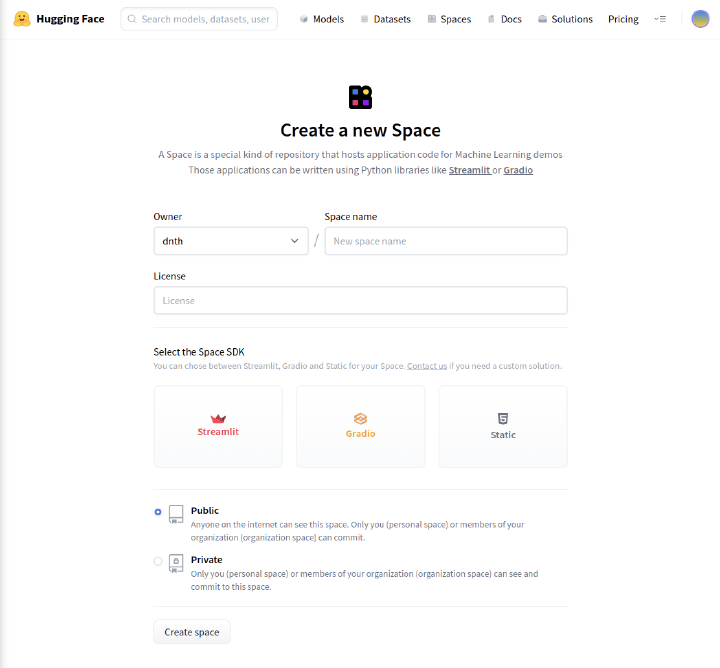 Hugging Face
Search models, datasets, user
Models
Datasets
Spaces
Docs
Solutions
Pricing
Create a new Space
A Space is a special kind of repository that hosts application code for Machine Learning demos
Those applications can be written using Python libraries like Streamlit or Gradio
Owner
Space name
dnth
/
New space name
License
License
Select the Space SDK
You can chose between Streamlit, Gradio and Static for your Space. Contact us if you need a custom solution.
Streamlit
Gradio
5
Static
Public
Anyone on the internet can see this space. Only you (personal space) or members of your
organization (organization space) can commit.
Private
Only you (personal space) or members of your organization (organization space) can see and
commit to this space.
Create space